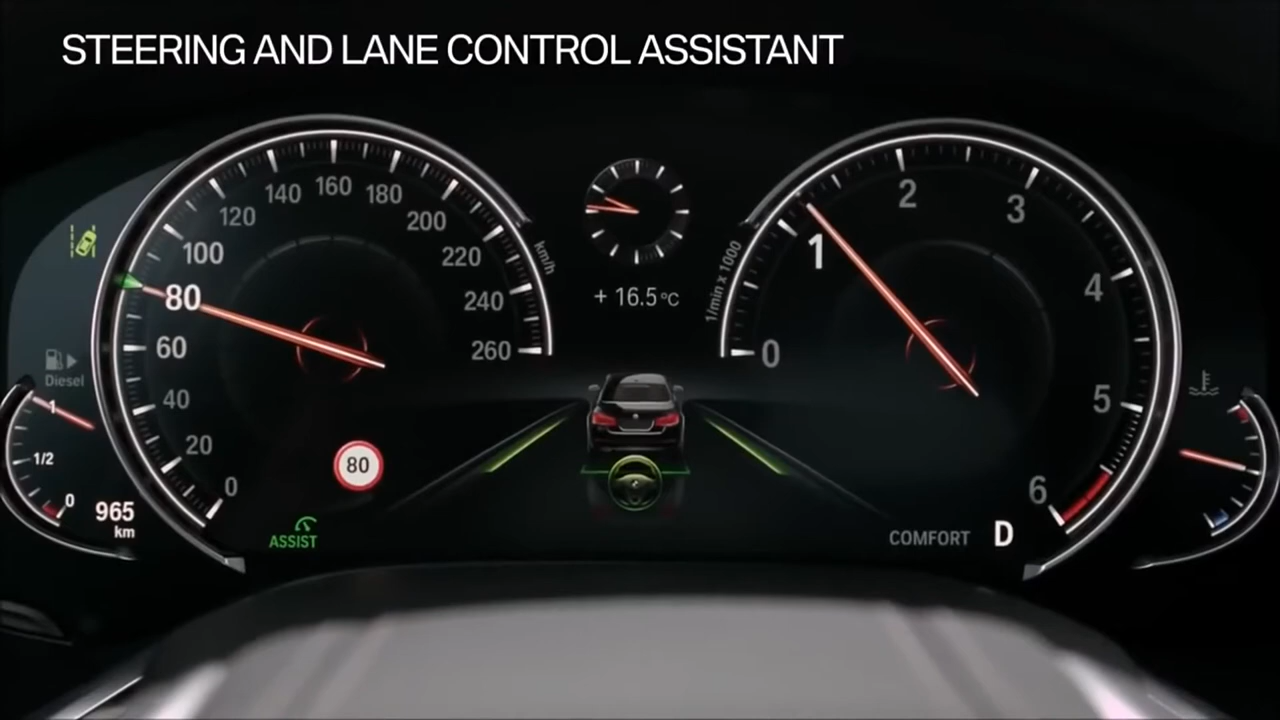 STEERING AND LANE CONTROL ASSISTANT
0
20
40
60
80
100
120
140
160
180
200
220
240
260
km/h
+ 16.5°C
1/min x 1000
0
1
2
3
4
5
6
Diesel
1
1/2
0
965
km
80
ASSIST
COMFORT
D